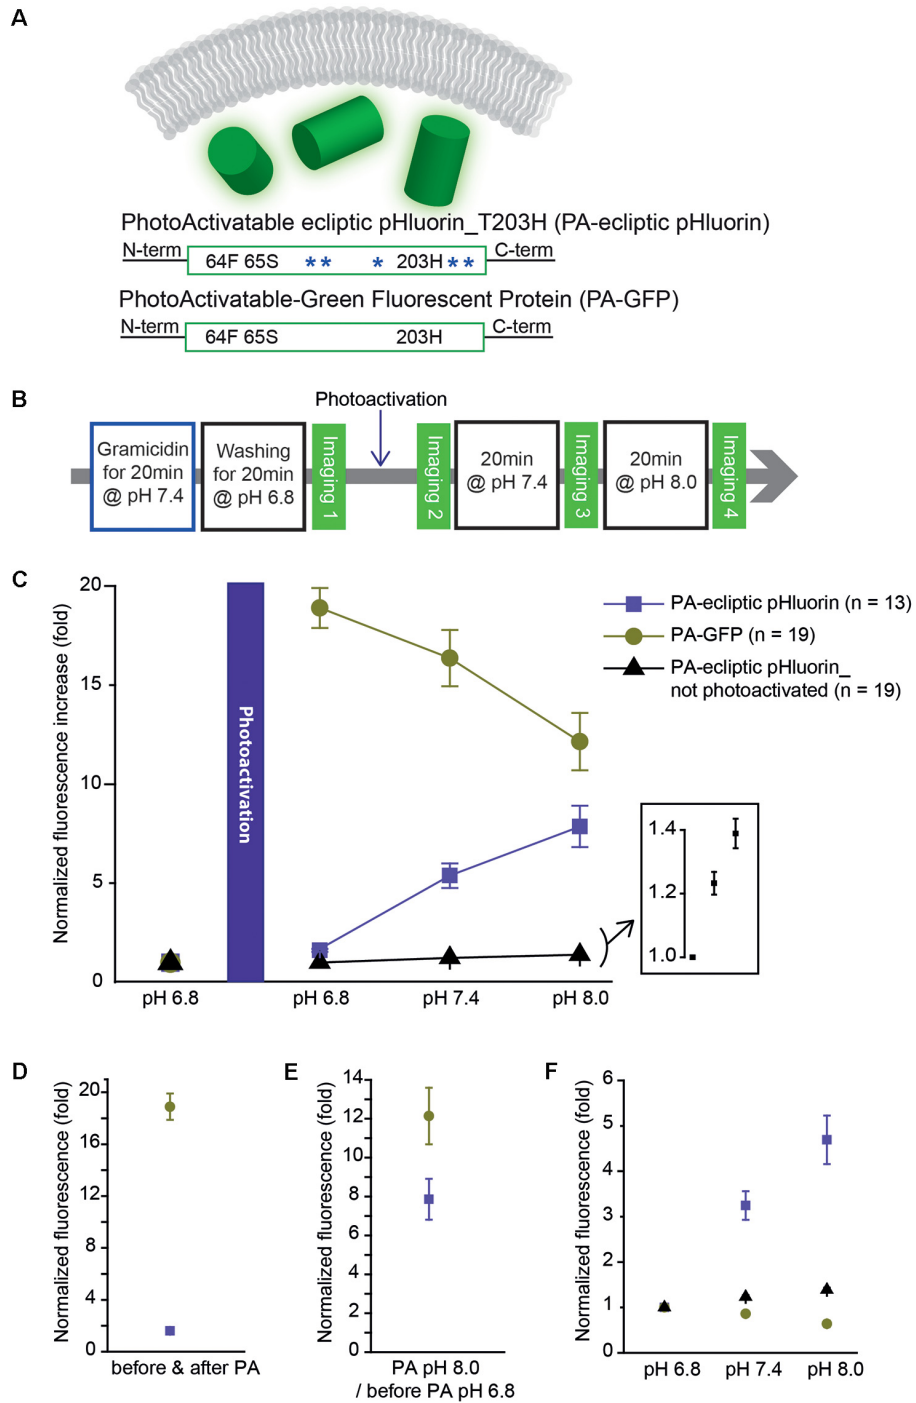 A
PhotoActivatable ecliptic pHluorin_T203H (PA-ecliptic pHluorin)
N-term
64F 65S
* *
*
203H
* *
C-term
PhotoActivatable-Green Fluorescent Protein (PA-GFP)
N-term
64F 65S
203H
C-term
B
Photoactivation
Gramicidin
for 20min
@ pH 7.4
Washing
for 20min
@ pH 6.8
Imaging 1
Imaging 2
20min
@ pH 7.4
Imaging 3
20min
@ pH 8.0
Imaging 4
C
Normalized fluorescence increase (fold)
20
15
10
5
0
Photoactivation
pH 6.8
pH 6.8
pH 7.4
pH 8.0
PA-ecliptic pHluorin (n = 13)
PA-GFP (n = 19)
PA-ecliptic pHluorin_
not photoactivated (n = 19)
1.4
1.2
1.0
D
Normalized fluorescence (fold)
20
16
12
8
4
0
before & after PA
E
Normalized fluorescence (fold)
14
12
10
8
6
4
2
0
PA pH 8.0
/ before PA pH 6.8
F
Normalized fluorescence (fold)
6
5
4
3
2
1
0
pH 6.8
pH 7.4
pH 8.0